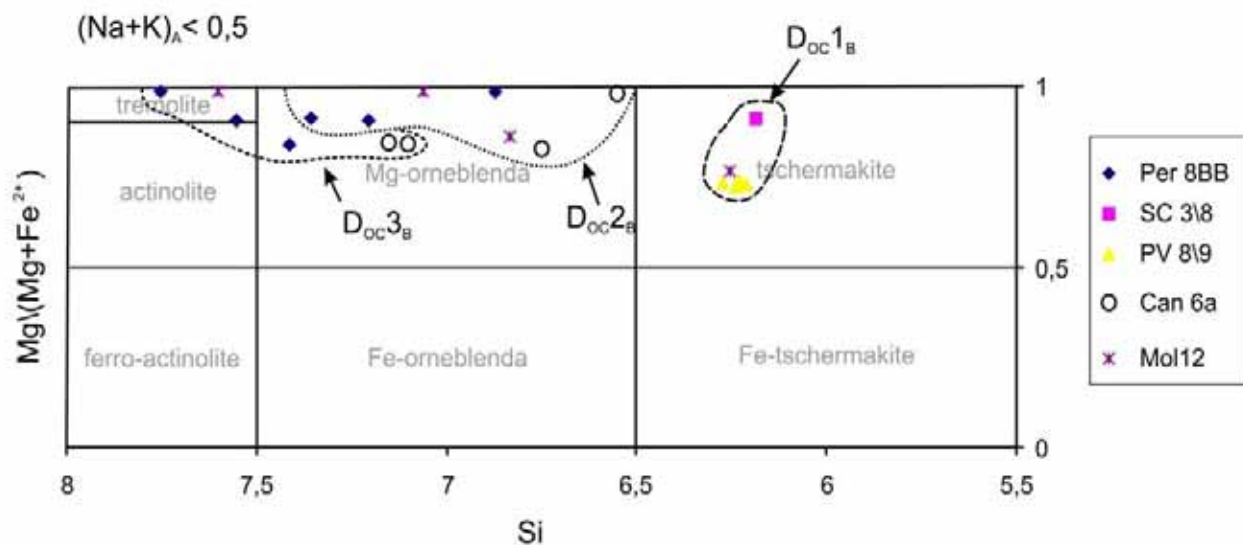 (Na+K)A< 0,5
DOC1B
tremolite
1
Mg-orneblenda
tschermakite
actinolite
DOC3B
DOC2B
0,5
ferro-actinolite
Fe-orneblenda
Fe-tschermakite
0
8
7,5
7
6,5
6
5,5
Si
Mg\(Mg+Fe2+)
Per 8BB
SC 3\8
PV 8\9
Can 6a
Mol12